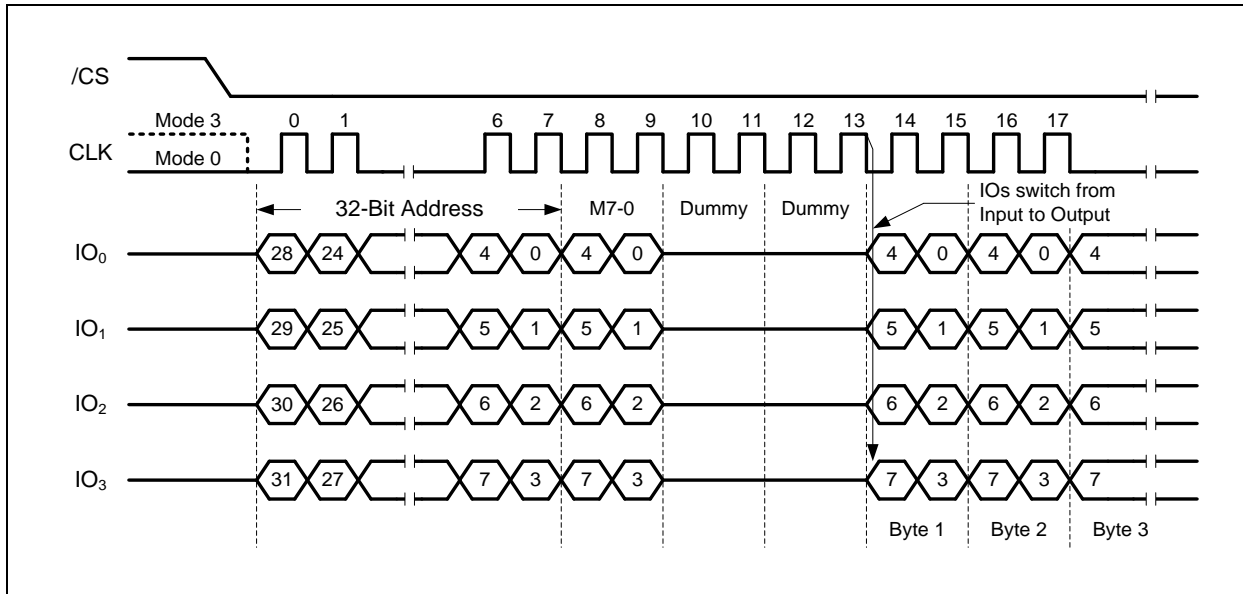 /CS
Mode 3 0 1 6 7 8 9 10 11 12 13 14 15 16 17
CLK
Mode 0
IOs switch from
Input to Output
32-Bit Address M7-0 Dummy Dummy
IO₀ 28 24 4 0 4 0 4 0 4 0 4
IO₁ 29 25 5 1 5 1 5 1 5 1 5
IO₂ 30 26 6 2 6 2 6 2 6 2 6
IO₃ 31 27 7 3 7 3 7 3 7 3 7
Byte 1 Byte 2 Byte 3